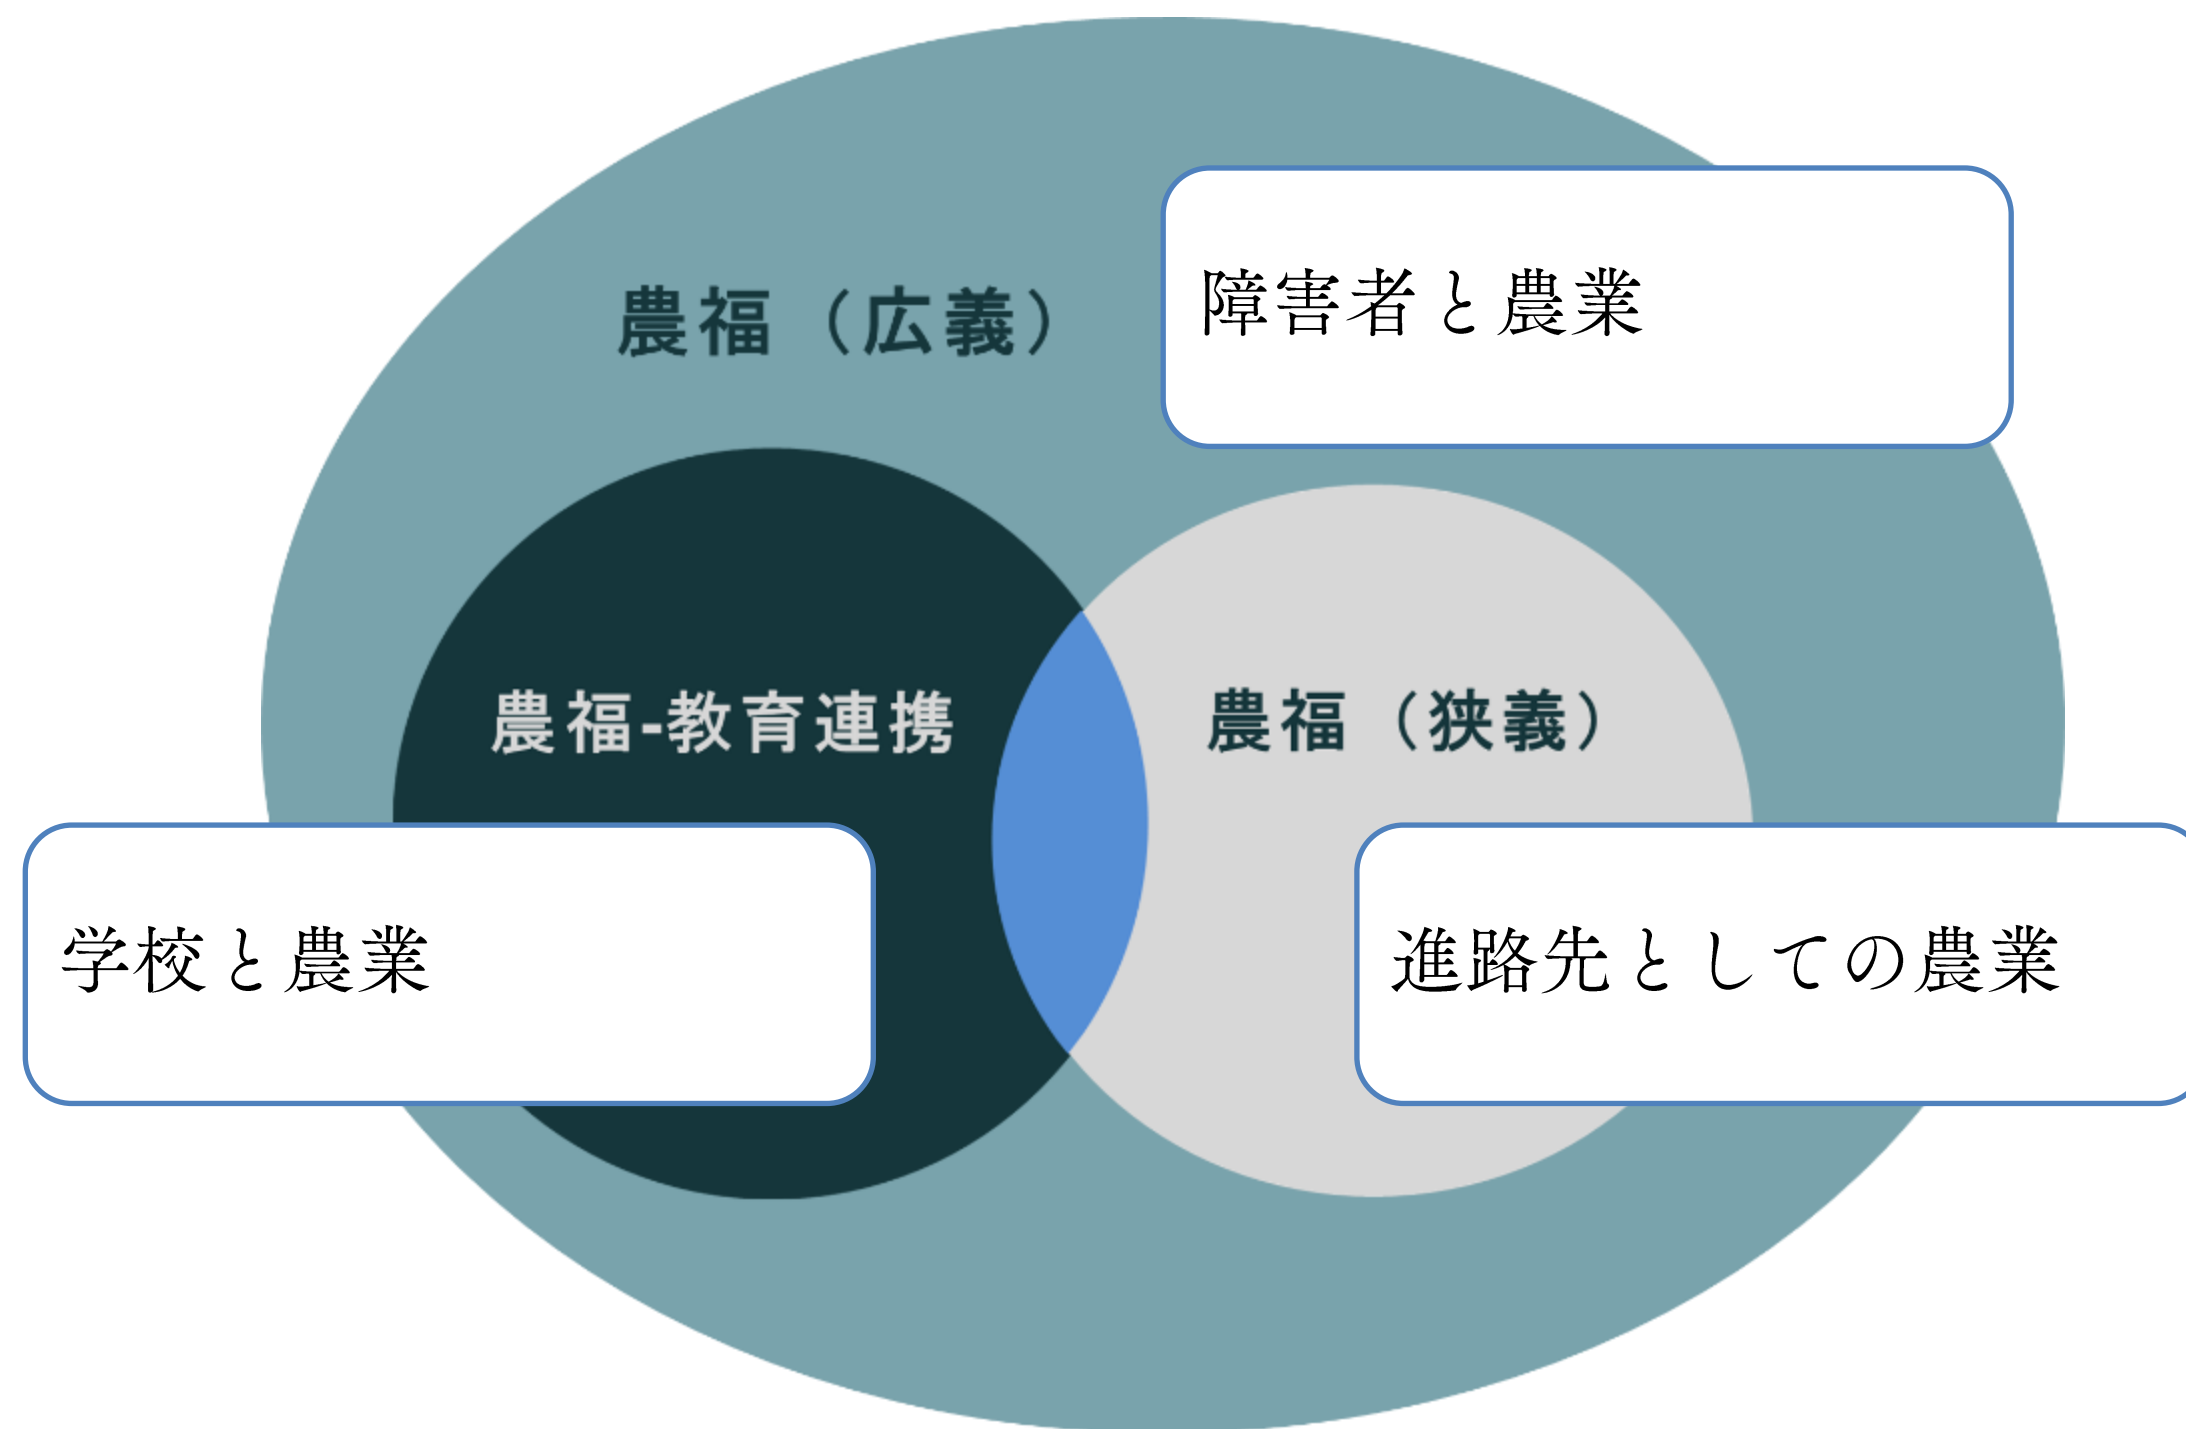 障害者と農業
農福（広義）
農福-教育連携
農福（狭義）
学校と農業
進路先としての農業